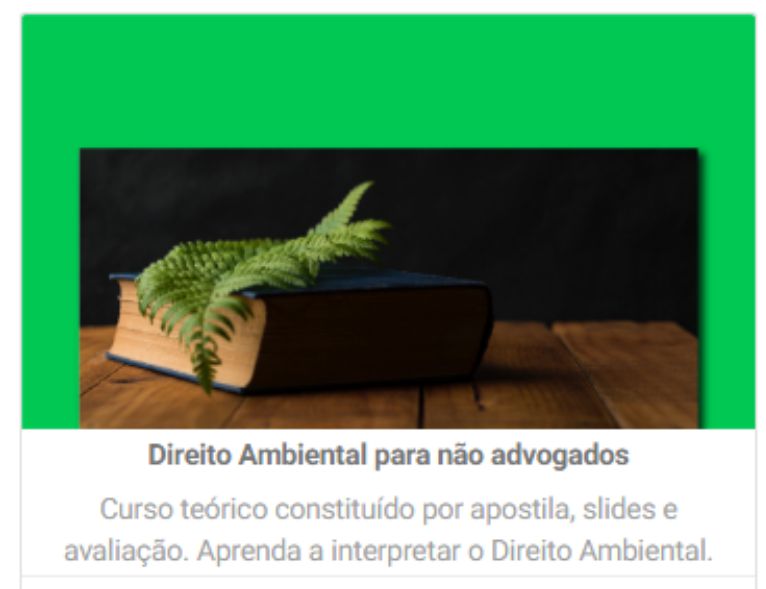 Direito Ambiental para não advogados
Curso teórico constituído por apostila, slides e
avaliação. Aprenda a interpretar o Direito Ambiental.